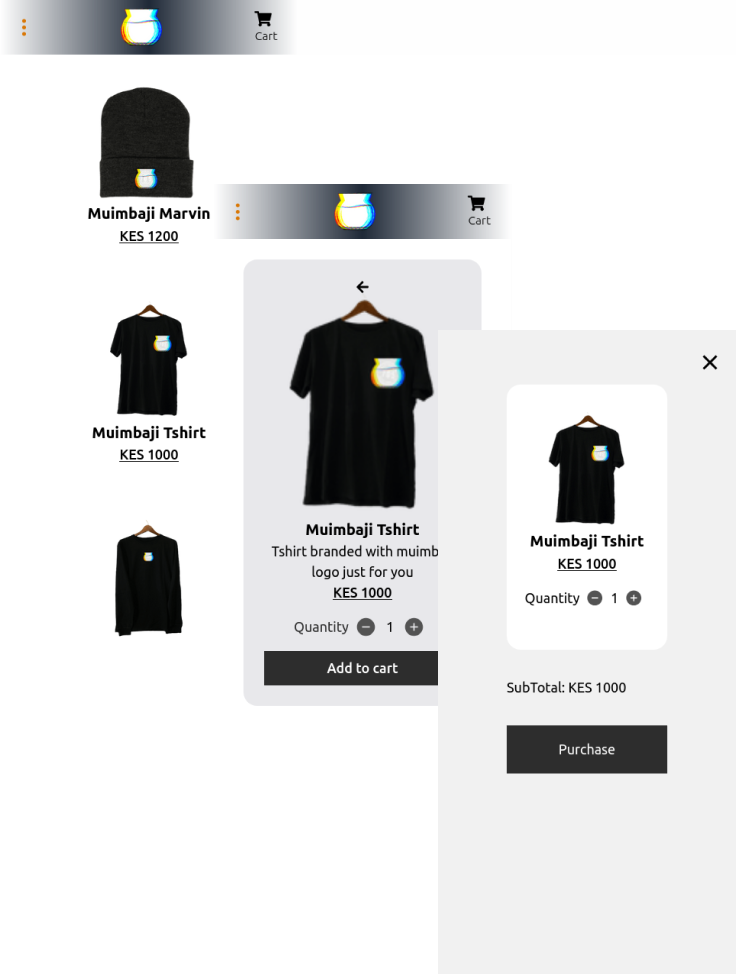 Cart
Muimbaji Marvin
KES 1200
Muimbaji Tshirt
KES 1000
Cart
Muimbaji Tshirt
Tshirt branded with muimb
logo just for you
KES 1000
Quantity 1
Add to cart
Muimbaji Tshirt
KES 1000
Quantity 1
SubTotal: KES 1000
Purchase